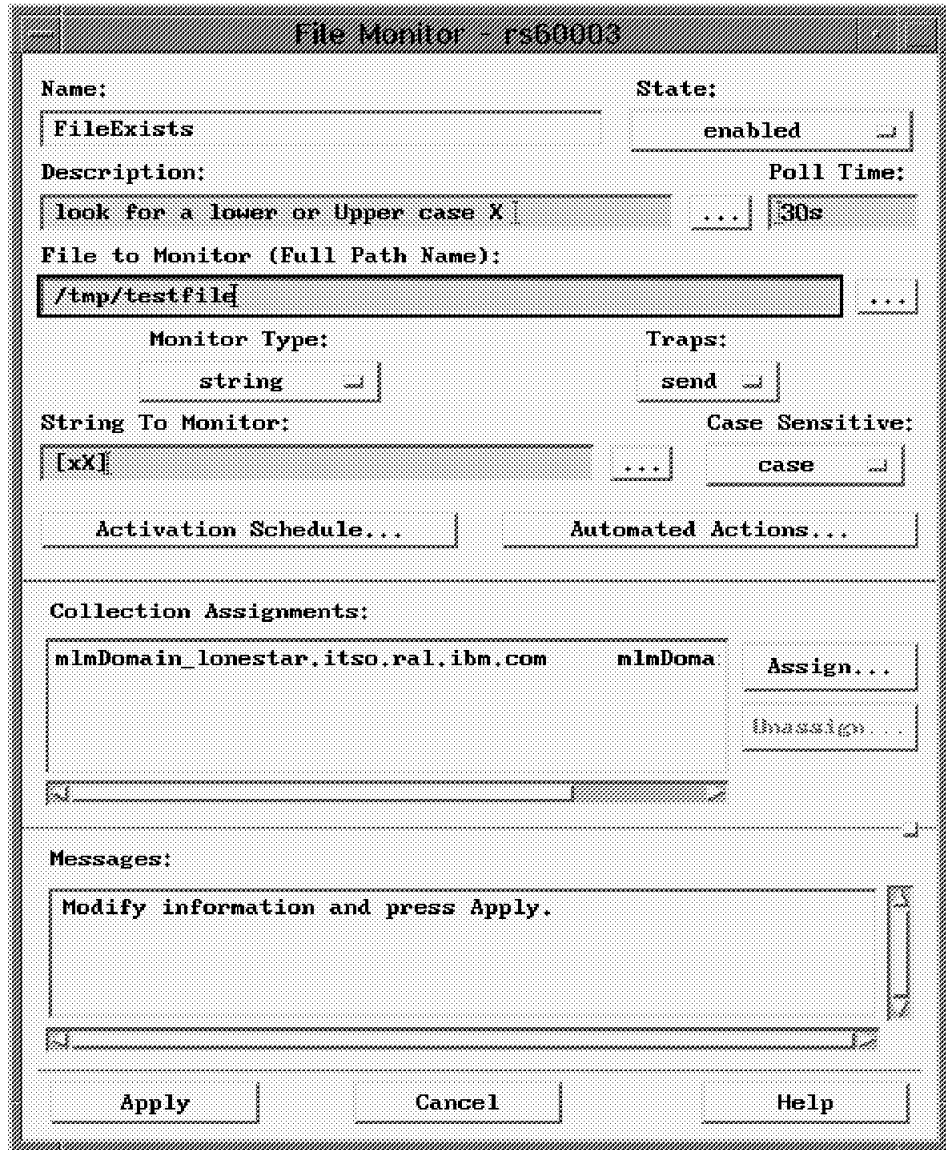 File Monitor - rs60003
Name: State:
FileExists enabled
Description: Poll Time:
look for a lower or Upper case X ... 30s
File to Monitor (Full Path Name):
/tmp/testfile ...
Monitor Type: Traps:
string send
String To Monitor: Case Sensitive:
[xX] ... case
Activation Schedule... Automated Actions...
Collection Assignments:
mlmDomain_lonestar.itso.ral.ibm.com mlmDoma Assign...
Unassign...
Messages:
Modify information and press Apply.
Apply Cancel Help